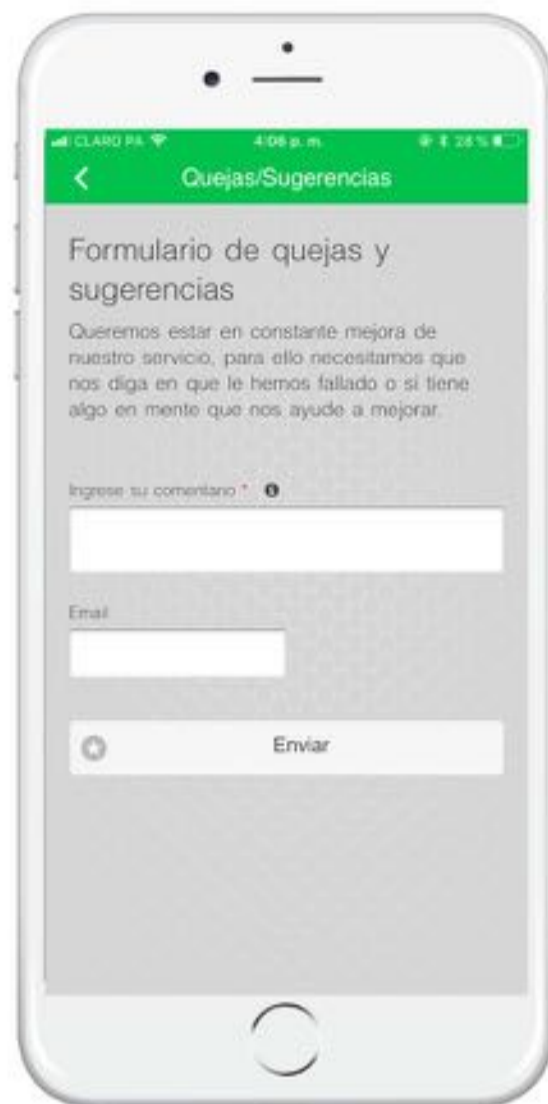 CLARO PA 4:06 p. m. 28 %
Quejas/Sugerencias
Formulario de quejas y
sugerencias
Queremos estar en constante mejora de
nuestro servicio, para ello necesitamos que
nos diga en que le hemos fallado o si tiene
algo en mente que nos ayude a mejorar.
Ingrese su comentario *
Email
Enviar